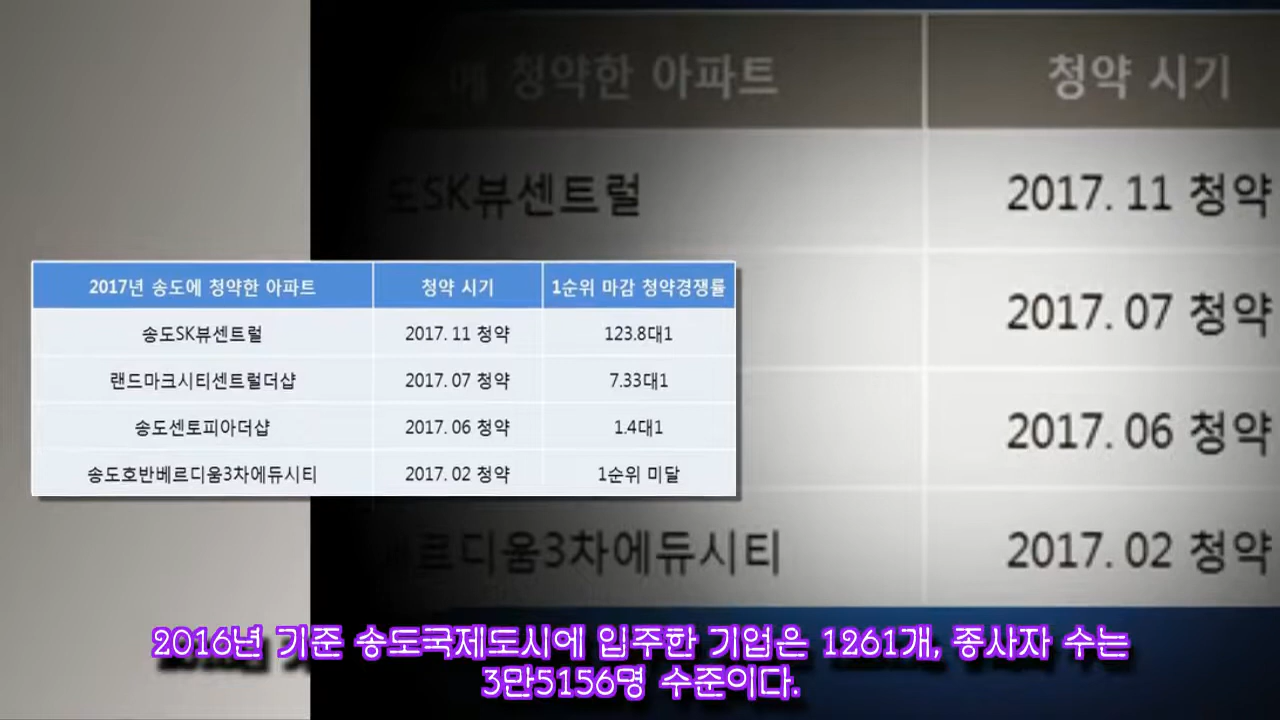 2017년 송도에 청약한 아파트 청약 시기 1순위 마감 청약경쟁률
송도SK뷰센트럴 2017. 11 청약 123.8대1
랜드마크시티센트럴더샵 2017. 07 청약 7.33대1
송도센토피아더샵 2017. 06 청약 1.4대1
송도호반베르디움3차에듀시티 2017. 02 청약 1순위 미달
에 청약한 아파트 청약 시기
도SK뷰센트럴 2017. 11 청약
2017. 07 청약
2017. 06 청약
베르디움3차에듀시티 2017. 02 청약
2016년 기준 송도국제도시에 입주한 기업은 1261개, 종사자 수는
3만5156명 수준이다.